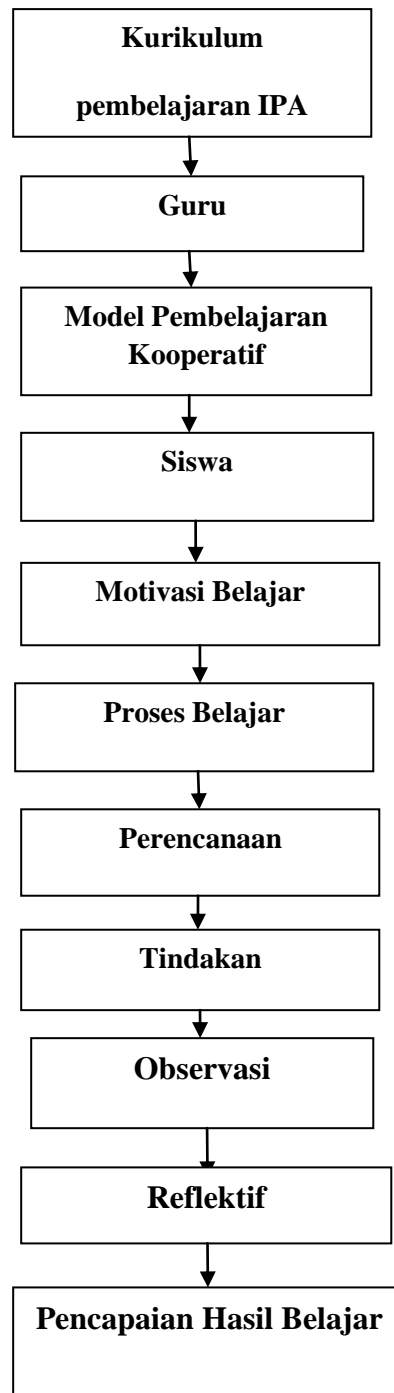 Kurikulum
pembelajaran IPA
Guru
Model Pembelajaran
Kooperatif
Siswa
Motivasi Belajar
Proses Belajar
Perencanaan
Tindakan
Observasi
Reflektif
Pencapaian Hasil Belajar